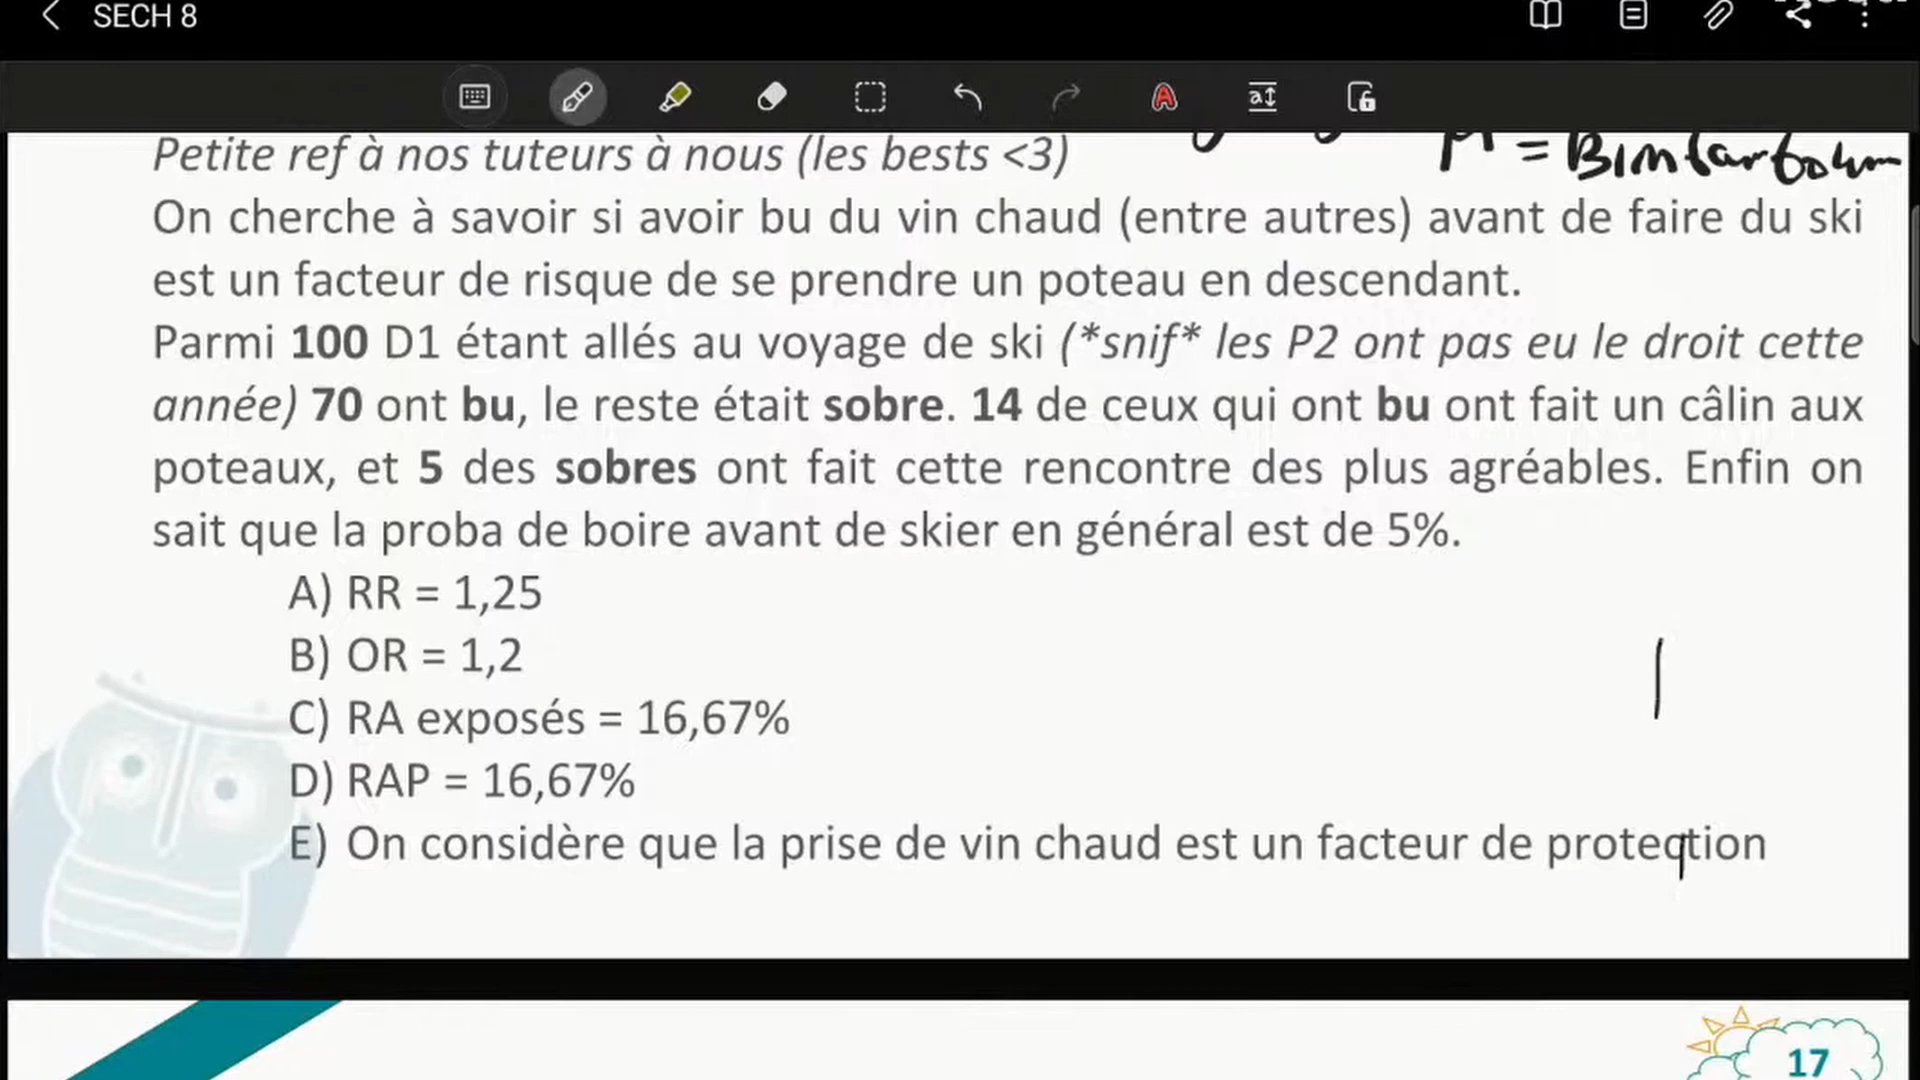 SECH 8
Petite ref à nos tuteurs à nous (les bests <3)
On cherche à savoir si avoir bu du vin chaud (entre autres) avant de faire du ski
est un facteur de risque de se prendre un poteau en descendant.
Parmi 100 D1 étant allés au voyage de ski (*snif* les P2 ont pas eu le droit cette
année) 70 ont bu, le reste était sobre. 14 de ceux qui ont bu ont fait un câlin aux
poteaux, et 5 des sobres ont fait cette rencontre des plus agréables. Enfin on
sait que la proba de boire avant de skier en général est de 5%.
A) RR = 1,25
B) OR = 1,2
C) RA exposés = 16,67%
D) RAP = 16,67%
E) On considère que la prise de vin chaud est un facteur de protection
17